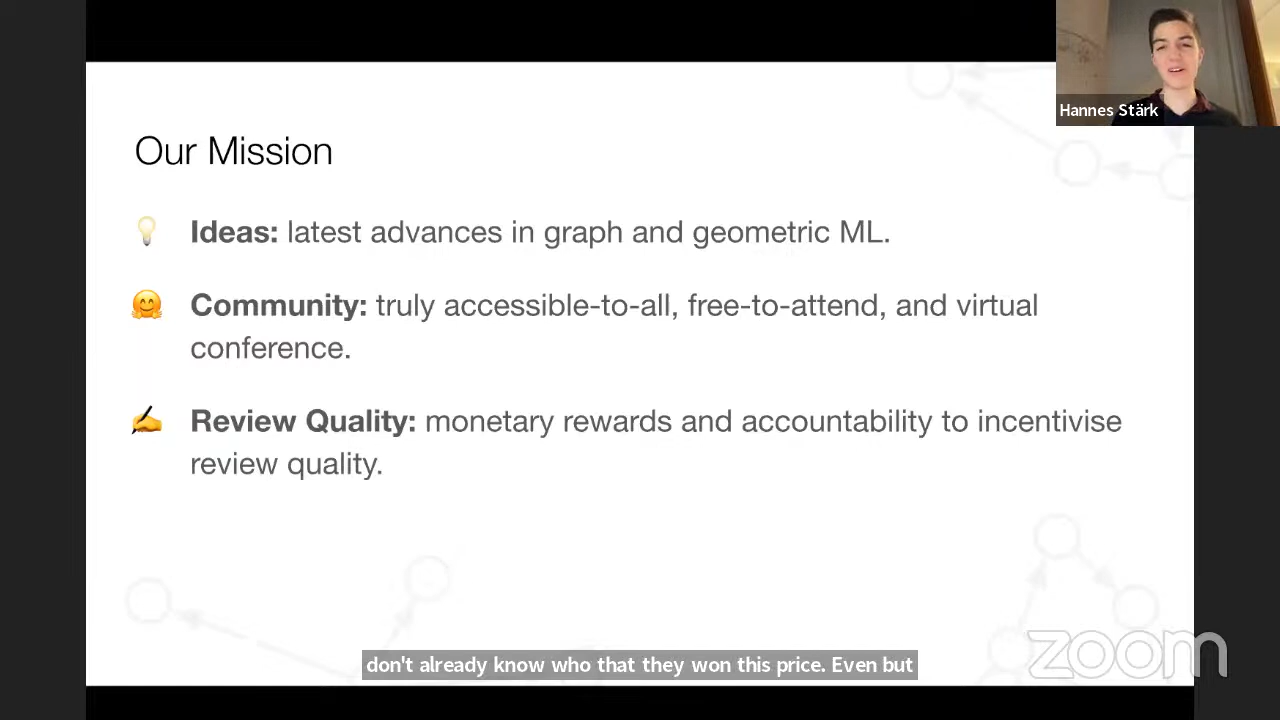 Hannes Stärk
Our Mission
Ideas: latest advances in graph and geometric ML.
Community: truly accessible-to-all, free-to-attend, and virtual
conference.
Review Quality: monetary rewards and accountability to incentivise
review quality.
zoom
don't already know who that they won this price. Even but